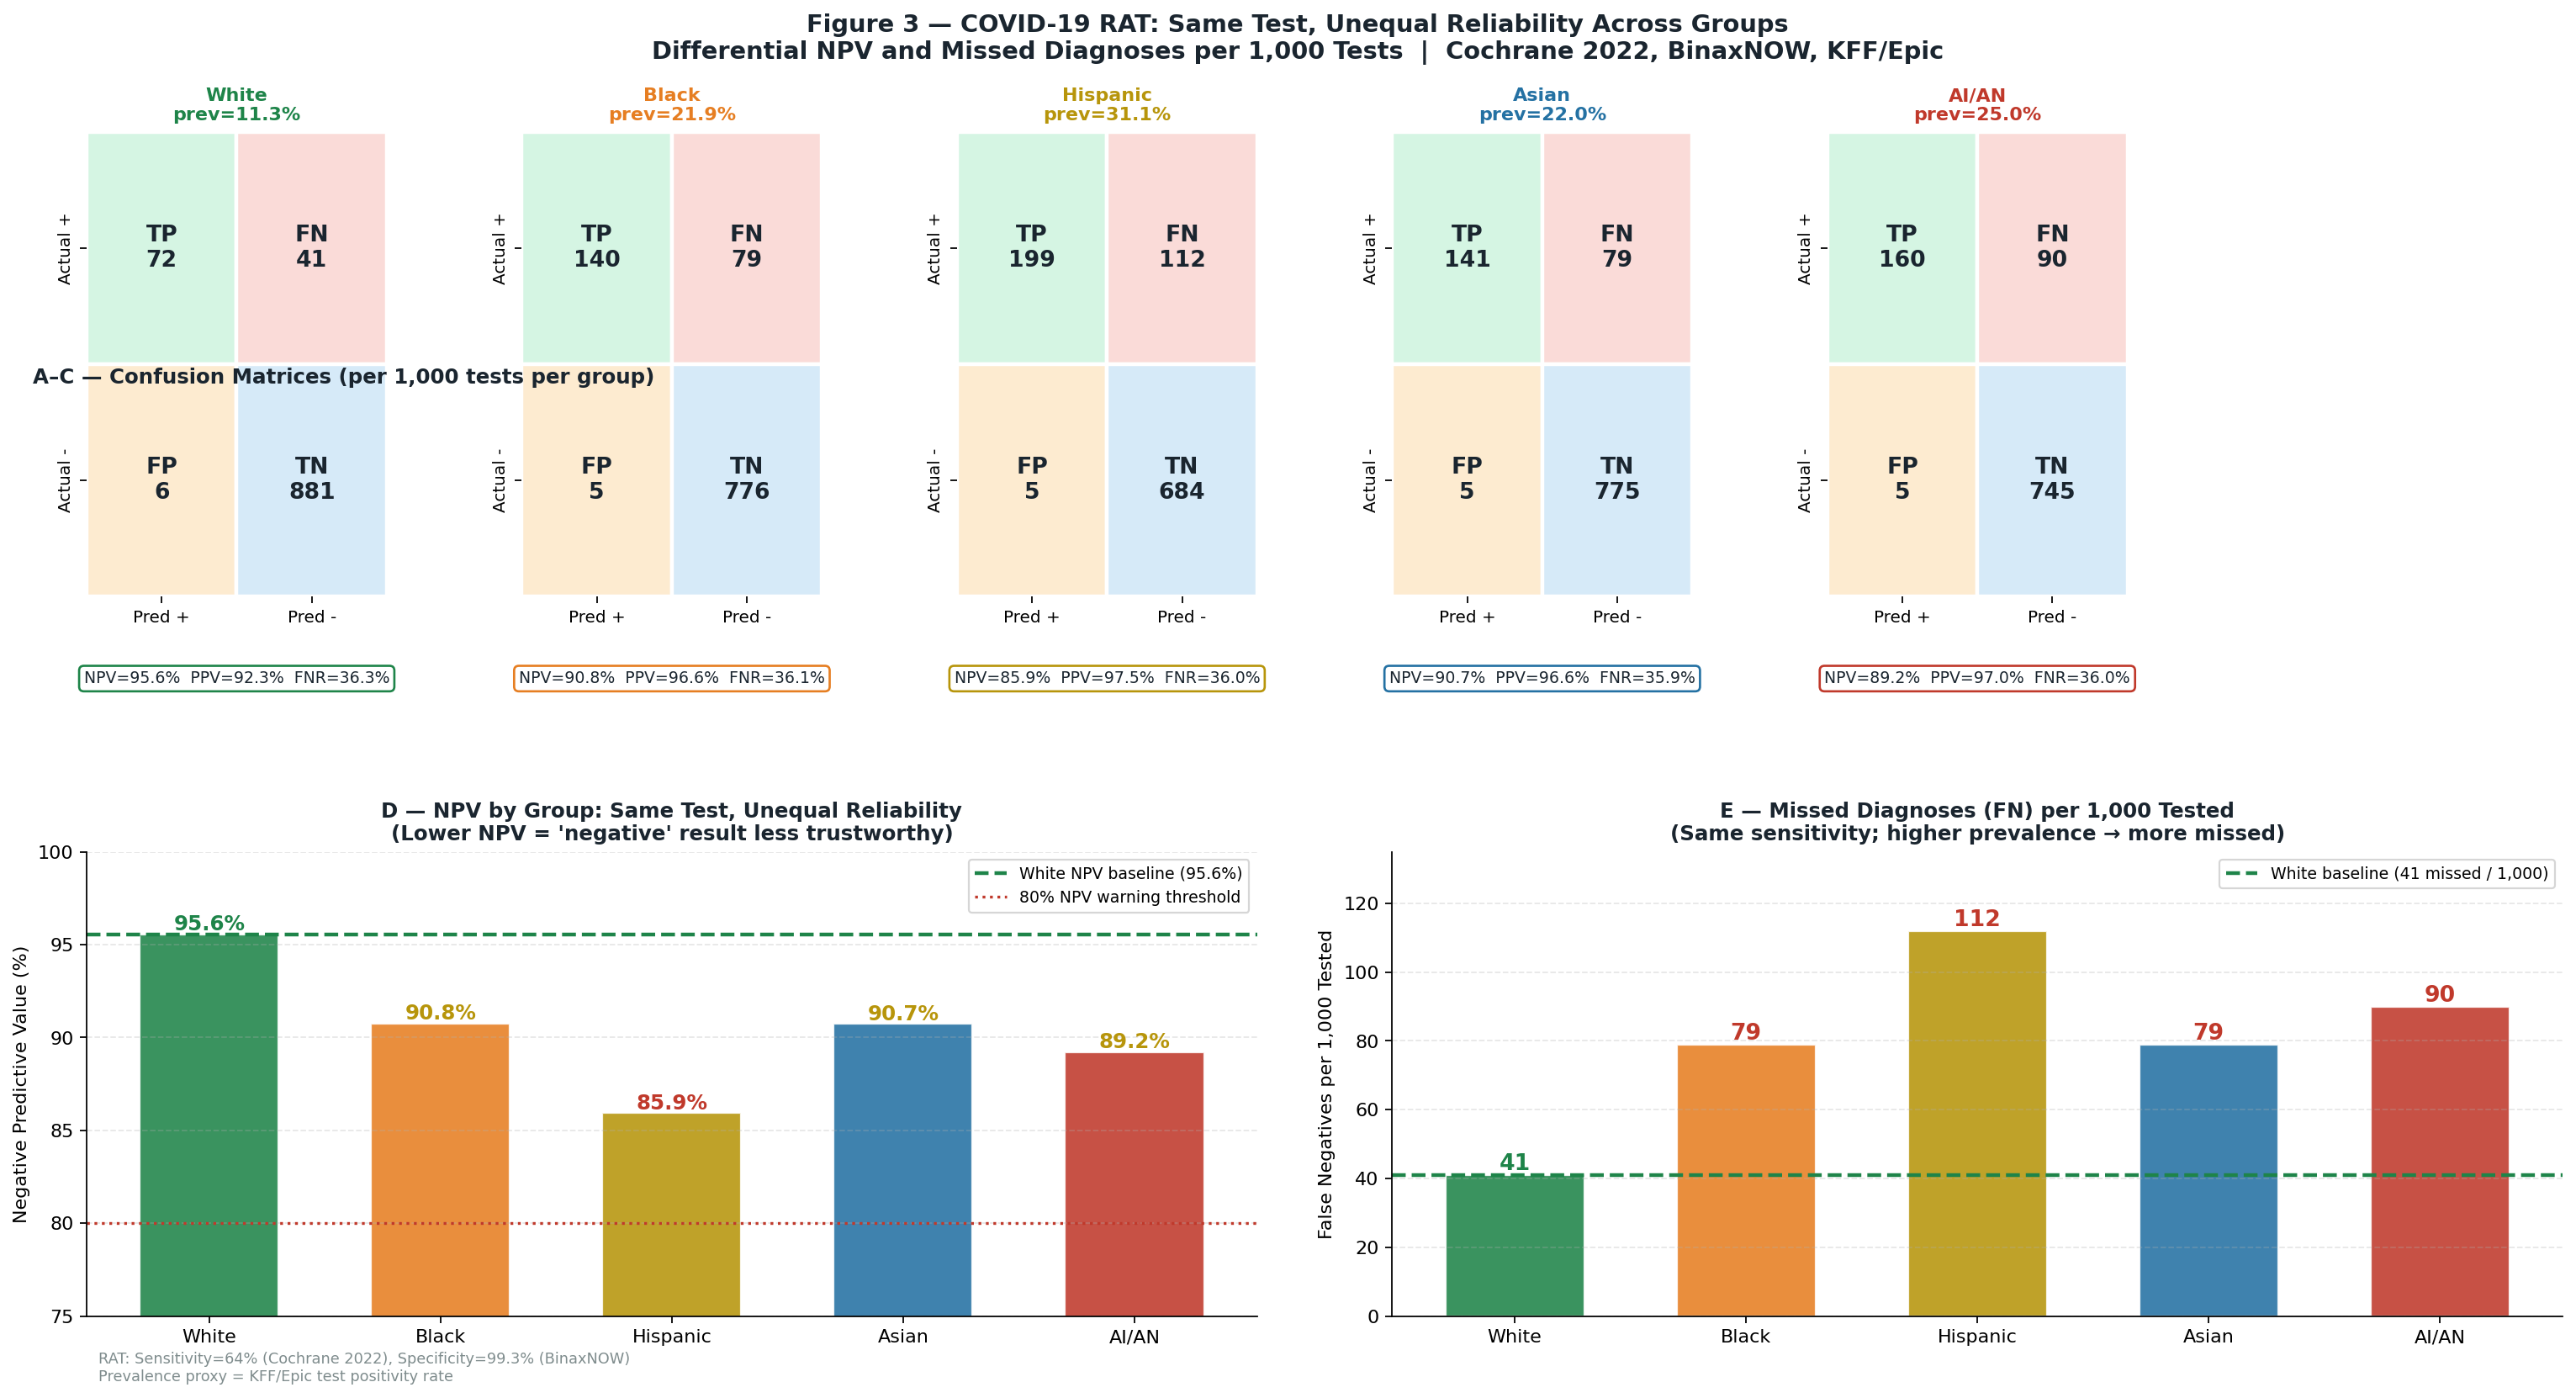 Figure 3 — COVID-19 RAT: Same Test, Unequal Reliability Across Groups
Differential NPV and Missed Diagnoses per 1,000 Tests | Cochrane 2022, BinaxNOW, KFF/Epic
White
prev=11.3%
Actual +
TP
72
FN
41
A–C — Confusion Matrices (per 1,000 tests per group)
Actual -
FP
6
TN
881
Pred +
Pred -
NPV=95.6% PPV=92.3% FNR=36.3%
Black
prev=21.9%
Actual +
TP
140
FN
79
Actual -
FP
5
TN
776
Pred +
Pred -
NPV=90.8% PPV=96.6% FNR=36.1%
Hispanic
prev=31.1%
Actual +
TP
199
FN
112
Actual -
FP
5
TN
684
Pred +
Pred -
NPV=85.9% PPV=97.5% FNR=36.0%
Asian
prev=22.0%
Actual +
TP
141
FN
79
Actual -
FP
5
TN
775
Pred +
Pred -
NPV=90.7% PPV=96.6% FNR=35.9%
AI/AN
prev=25.0%
Actual +
TP
160
FN
90
Actual -
FP
5
TN
745
Pred +
Pred -
NPV=89.2% PPV=97.0% FNR=36.0%
D — NPV by Group: Same Test, Unequal Reliability
(Lower NPV = 'negative' result less trustworthy)
White NPV baseline (95.6%)
80% NPV warning threshold
Negative Predictive Value (%)
100
95
90
85
80
75
95.6%
90.8%
85.9%
90.7%
89.2%
White
Black
Hispanic
Asian
AI/AN
RAT: Sensitivity=64% (Cochrane 2022), Specificity=99.3% (BinaxNOW)
Prevalence proxy = KFF/Epic test positivity rate
E — Missed Diagnoses (FN) per 1,000 Tested
(Same sensitivity; higher prevalence → more missed)
White baseline (41 missed / 1,000)
False Negatives per 1,000 Tested
120
100
80
60
40
20
0
41
79
112
79
90
White
Black
Hispanic
Asian
AI/AN